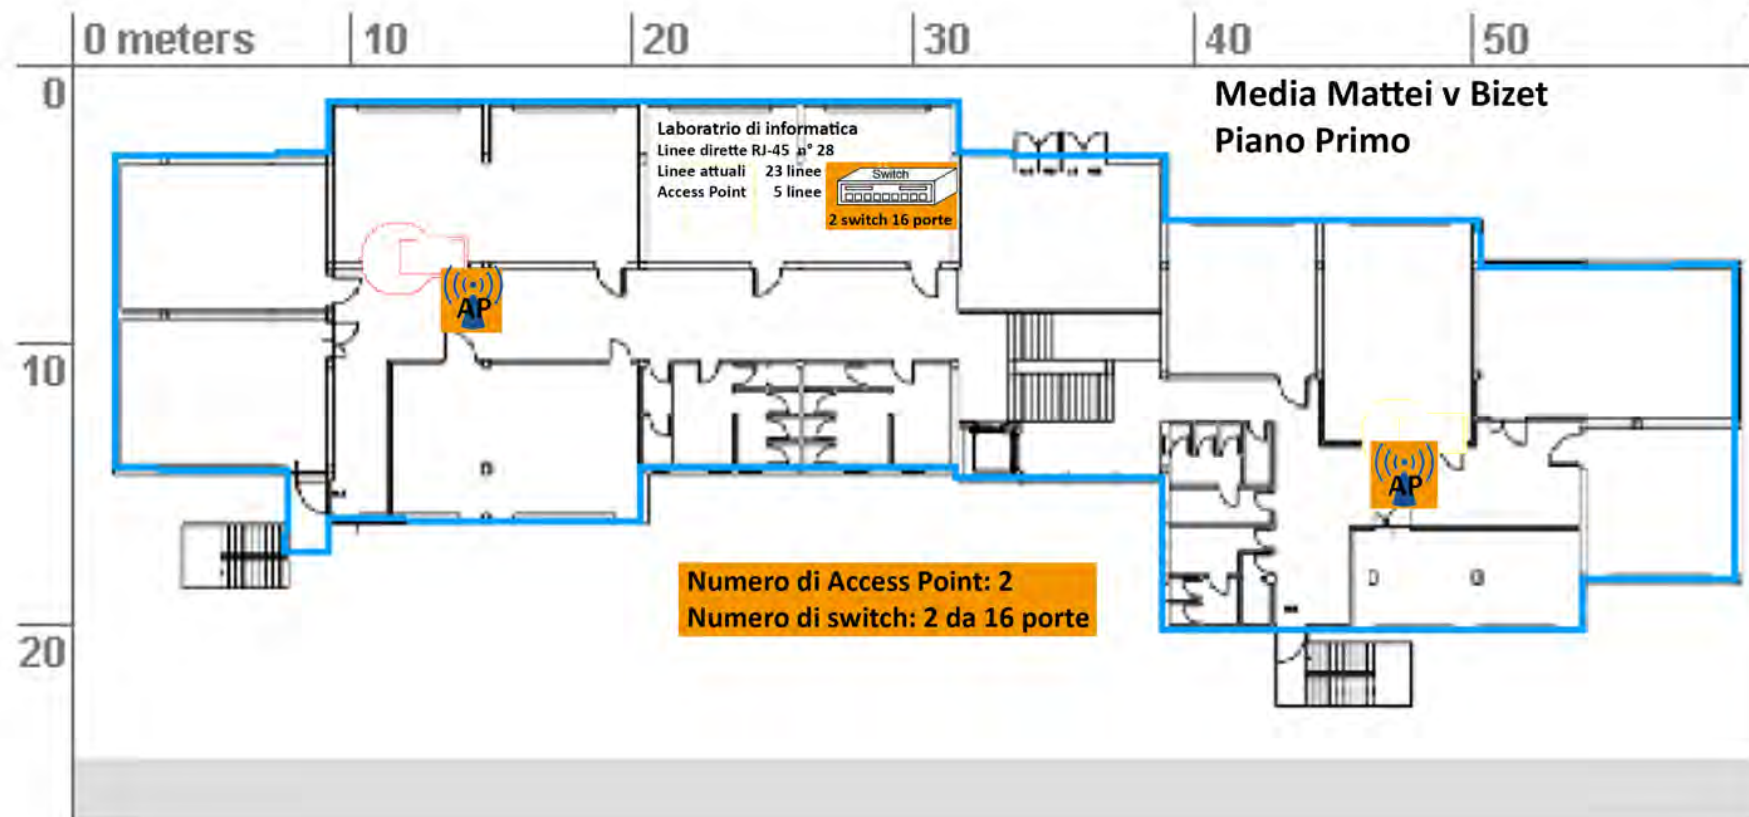 0 meters
10
20
30
40
50
0
10
20
Media Mattei v Bizet
Piano Primo
Laboratrio di informatica
Linee dirette RJ-45 n° 28
Linee attuali 23 linee
Access Point 5 linee
Switch
2 switch 16 porte
AP
AP
Numero di Access Point: 2
Numero di switch: 2 da 16 porte